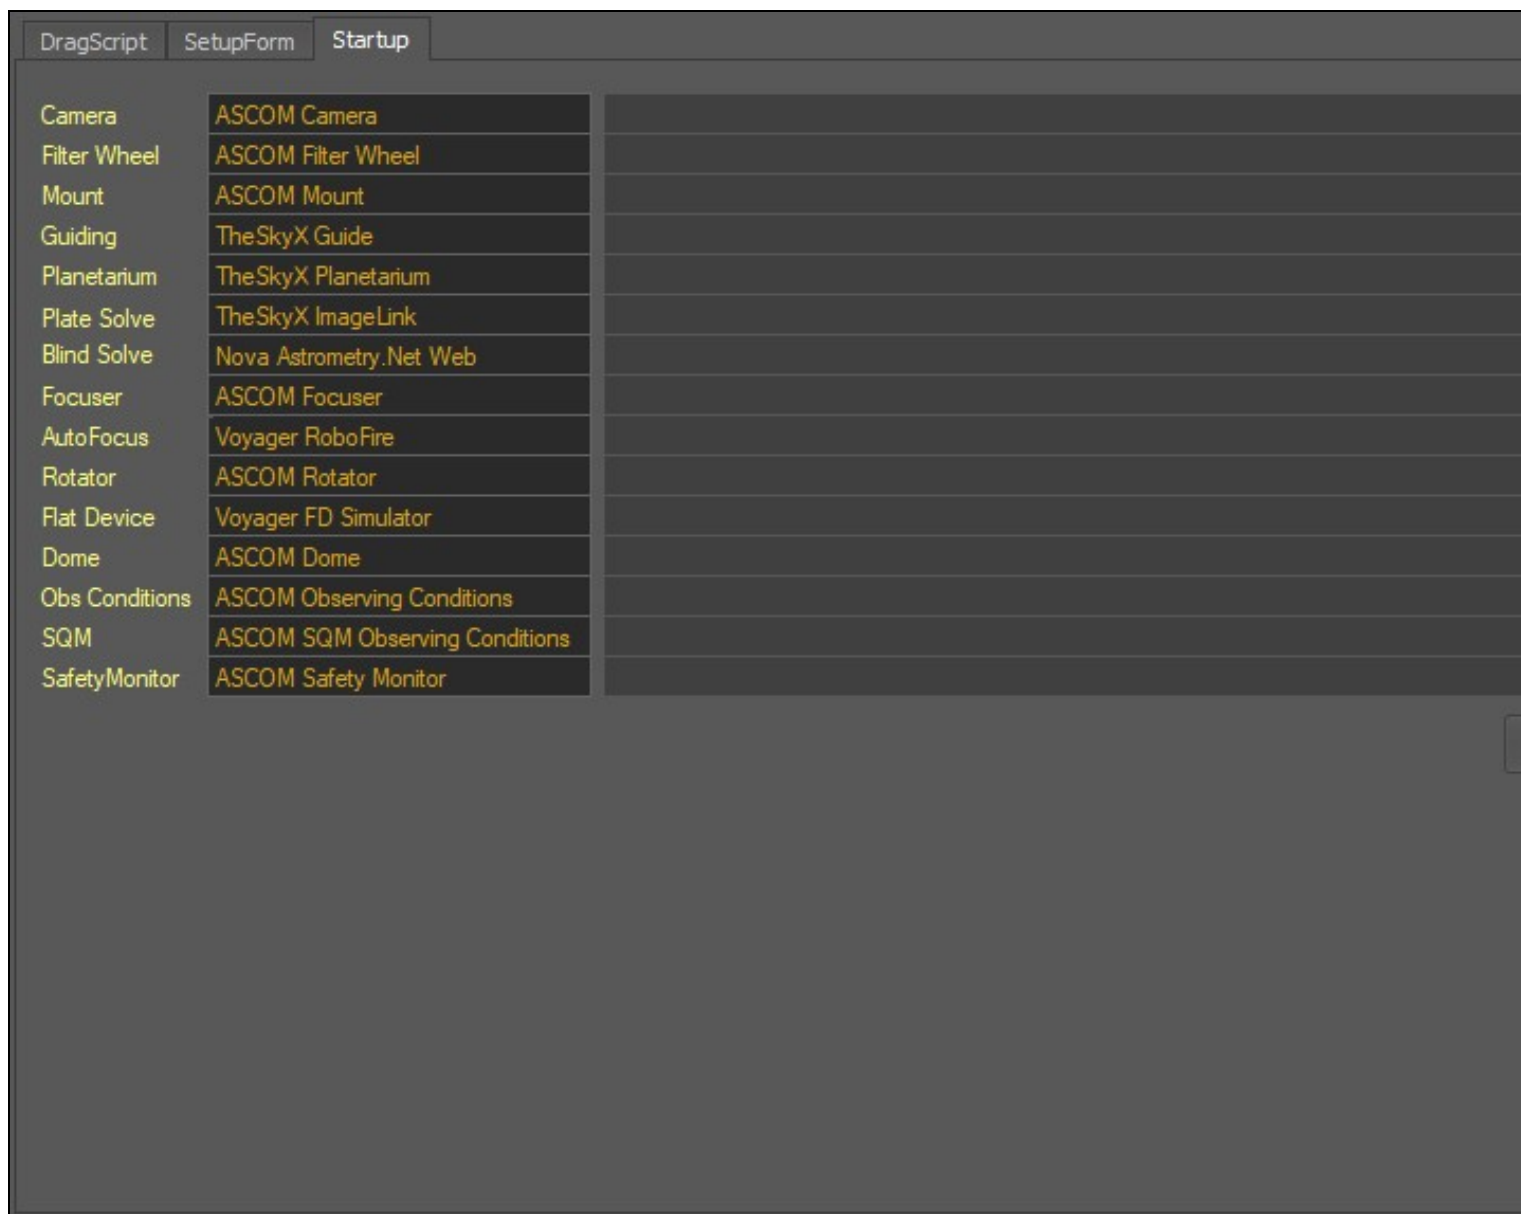 DragScript SetupForm Startup
Camera ASCOM Camera
Filter Wheel ASCOM Filter Wheel
Mount ASCOM Mount
Guiding TheSkyX Guide
Planetarium TheSkyX Planetarium
Plate Solve TheSkyX ImageLink
Blind Solve Nova Astrometry.Net Web
Focuser ASCOM Focuser
AutoFocus Voyager RoboFire
Rotator ASCOM Rotator
Flat Device Voyager FD Simulator
Dome ASCOM Dome
Obs Conditions ASCOM Observing Conditions
SQM ASCOM SQM Observing Conditions
SafetyMonitor ASCOM Safety Monitor